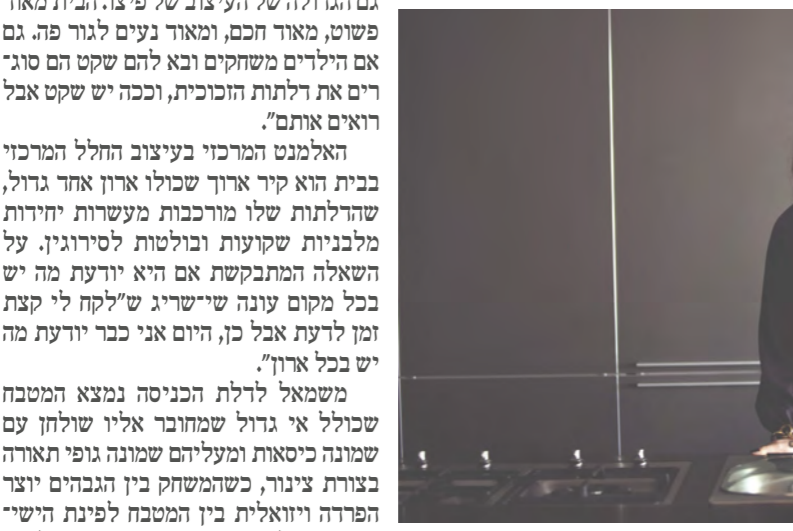 גם הגדולה של העיצוב של פיצו. הבית מאוד
פשוט, מאוד חכם, ומאוד נעים לגור פה. גם
אם הילדים משחקים ובא להם שקט הם סוג־
רים את דלתות הזכוכית, וככה יש שקט אבל
רואים אותם".
האלמנט המרכזי בעיצוב החלל המרכזי
בבית הוא קיר ארוך שכולו ארון אחד גדול,
שהדלתות שלו מורכבות מעשרות יחידות
מלבניות שקועות ובולטות לסירוגין. על
השאלה המתבקשת אם היא יודעת מה יש
בכל מקום עונה שי־שריג ש"לקח לי קצת
זמן לדעת אבל כן, היום אני כבר יודעת מה
יש בכל ארון".
משמאל לדלת הכניסה נמצא המטבח
שכולל אי גדול שמחובר אליו שולחן עם
שמונה כיסאות ומעליהם שמונה גופי תאורה
בצורת צינור, כשהמשחק בין הגבהים יוצר
הפרדה ויזואלית בין המטבח לפינת הישי־